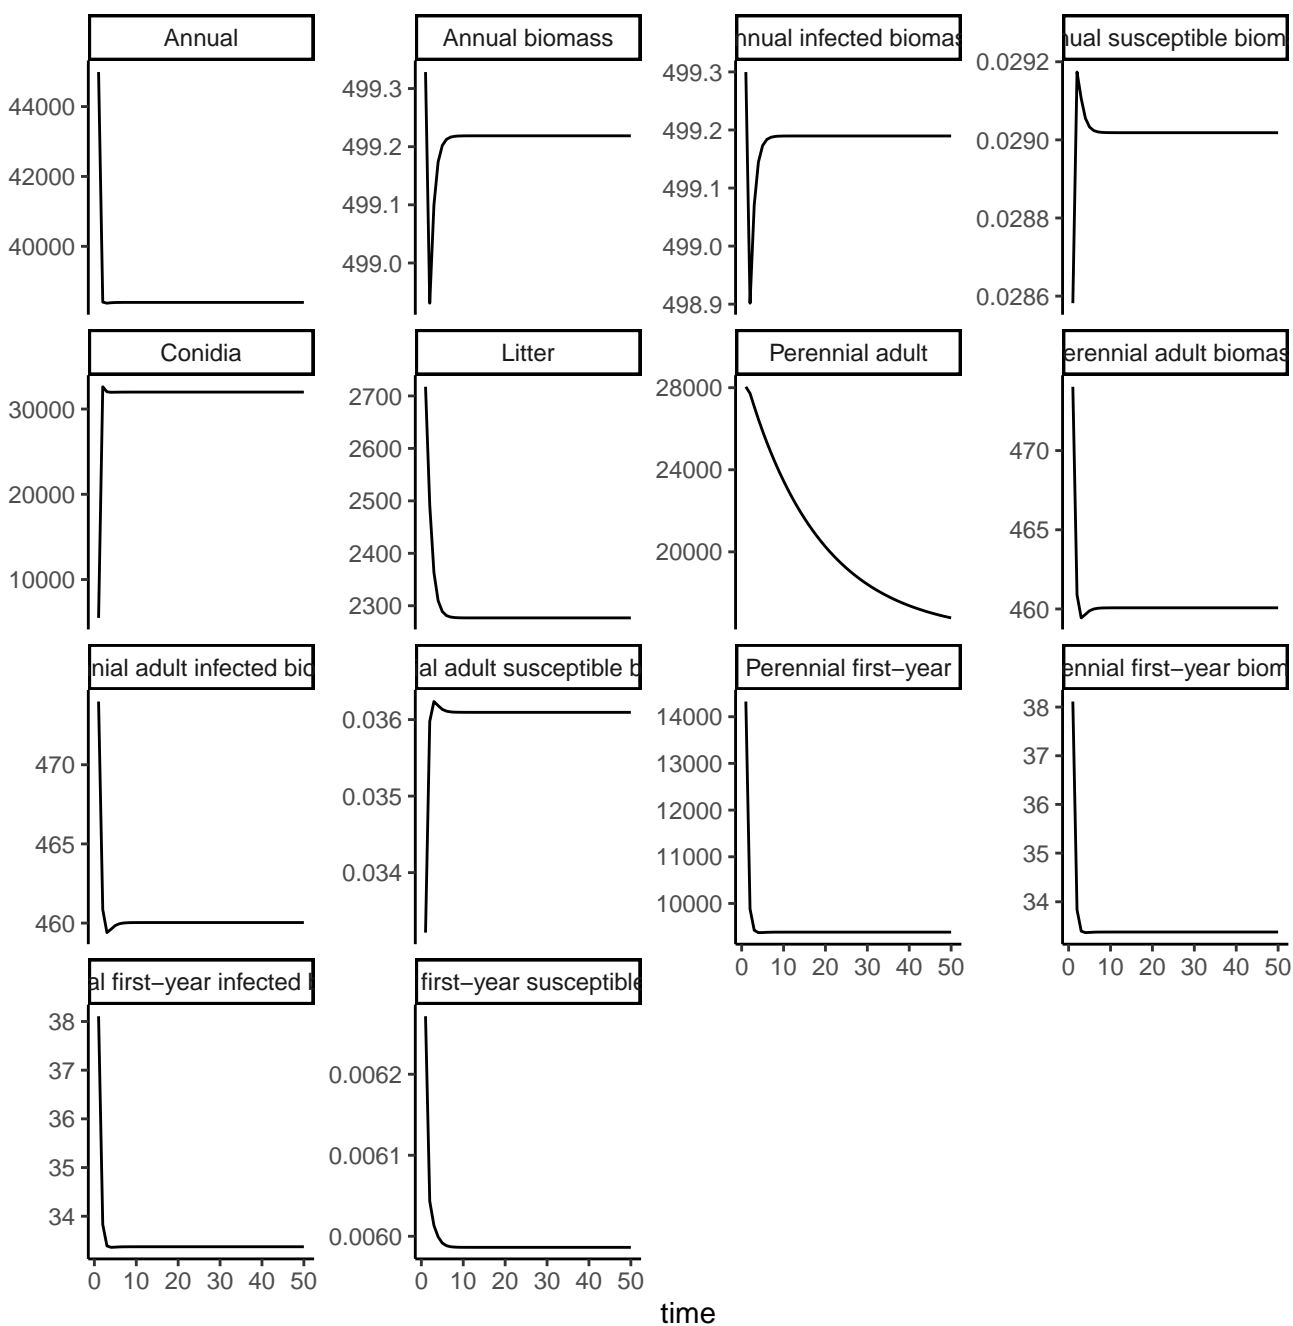 Annual
44000
42000
40000
Annual biomass
499.3
499.2
499.1
499.0
nnual infected biomas
499.3
499.2
499.1
499.0
498.9
nual susceptible biom
0.0292
0.0290
0.0288
0.0286
Conidia
30000
20000
10000
Litter
2700
2600
2500
2400
2300
Perennial adult
28000
24000
20000
erennial adult biomas
470
465
460
nial adult infected bio
470
465
460
al adult susceptible b
0.036
0.035
0.034
Perennial first−year
14000
13000
12000
11000
10000
0 10 20 30 40 50
ennial first−year biom
38
37
36
35
34
0 10 20 30 40 50
al first−year infected b
38
37
36
35
34
0 10 20 30 40 50
first−year susceptible
0.0062
0.0061
0.0060
0 10 20 30 40 50
time